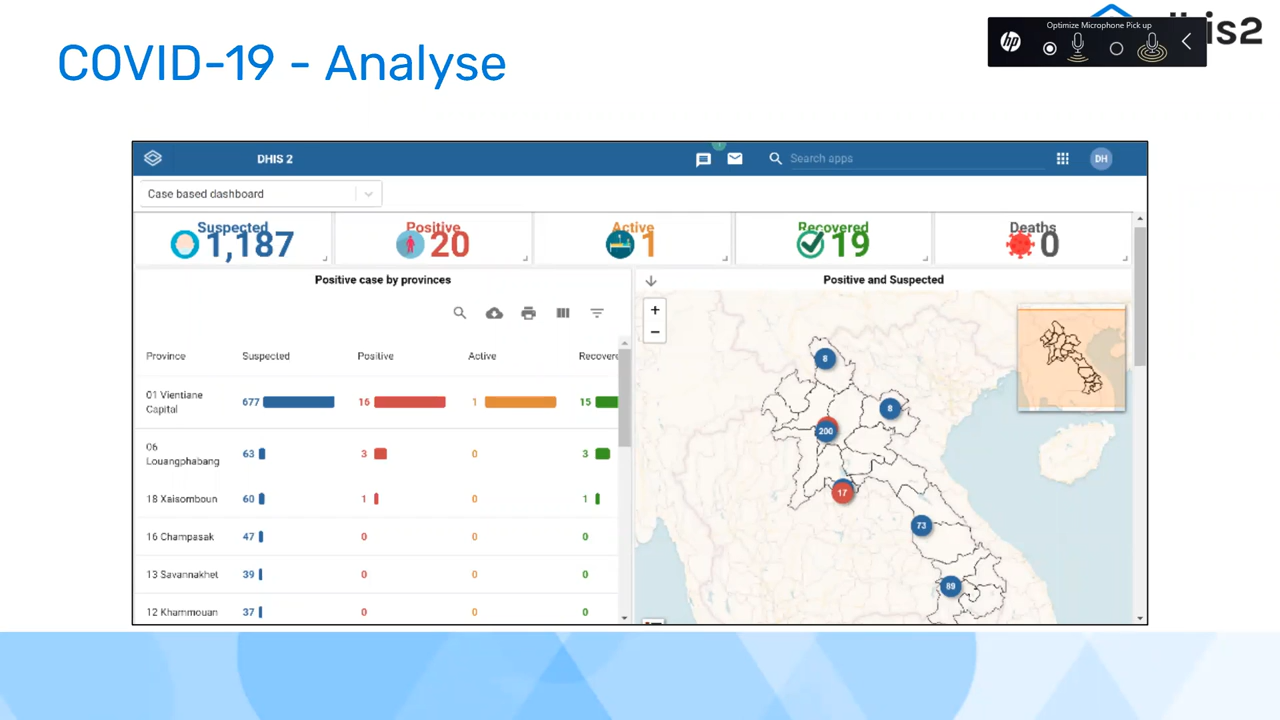 COVID-19 - Analyse
Optimize Microphone Pick up
hp
dhis2
DHIS 2
1
Search apps
DH
Case based dashboard
Suspected
1,187
Positive
20
Active
1
Recovered
19
Deaths
0
Positive case by provinces
Positive and Suspected
Province Suspected Positive Active Recovere
01 Vientiane
Capital
677 16 1 15
06
Louangphabang
63 3 0 3
18 Xaisomboun 60 1 0 1
16 Champasak 47 0 0 0
13 Savannakhet 39 0 0 0
12 Khammouan 37 0 0 0
+
−
8
8
200
17
73
89